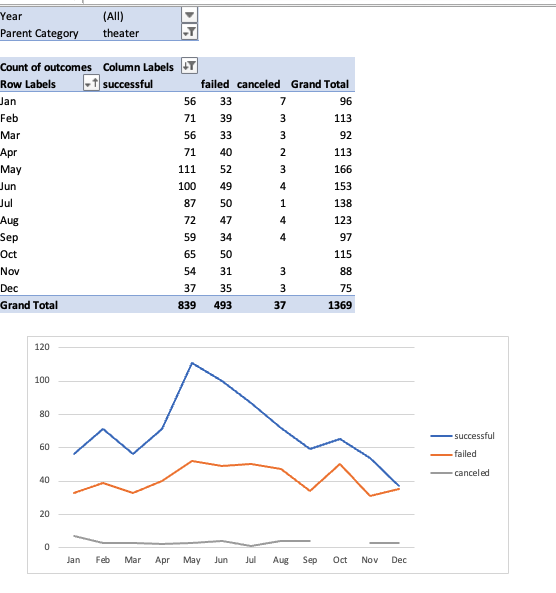 Year (All)
Parent Category theater
Count of outcomes Column Labels
Row Labels successful failed canceled Grand Total
Jan 56 33 7 96
Feb 71 39 3 113
Mar 56 33 3 92
Apr 71 40 2 113
May 111 52 3 166
Jun 100 49 4 153
Jul 87 50 1 138
Aug 72 47 4 123
Sep 59 34 4 97
Oct 65 50 115
Nov 54 31 3 88
Dec 37 35 3 75
Grand Total 839 493 37 1369
120
100
80
60
40
20
0
Jan Feb Mar Apr May Jun Jul Aug Sep Oct Nov Dec
successful
failed
canceled